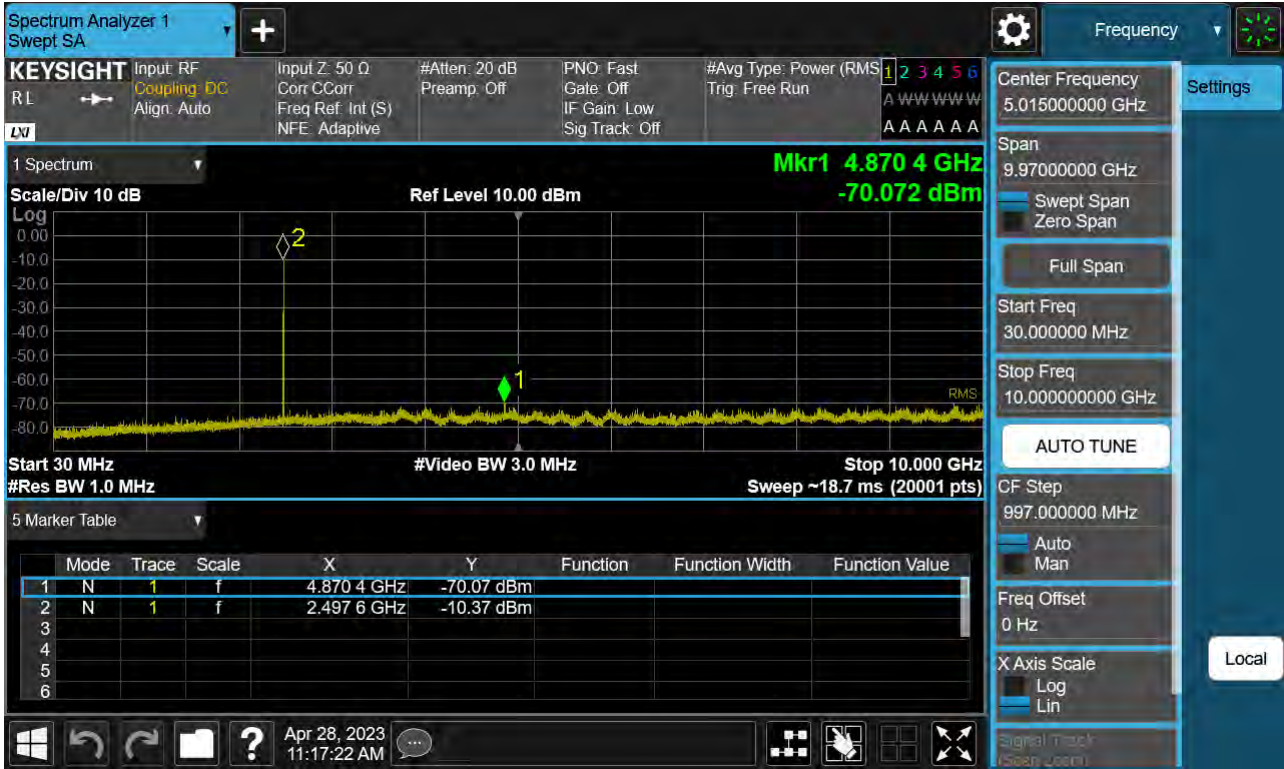 Spectrum Analyzer 1
Swept SA
Frequency
KEYSIGHT
RL
LXI
Input: RF
Coupling: DC
Align: Auto
Input Z: 50 Ω
Corr CCorr
Freq Ref: Int (S)
NFE: Adaptive
#Atten: 20 dB
Preamp: Off
PNO: Fast
Gate: Off
IF Gain: Low
Sig Track: Off
#Avg Type: Power (RMS
Trig: Free Run
1 2 3 4 5 6
A W W W W W
A A A A A A
1 Spectrum
Mkr1 4.870 4 GHz
-70.072 dBm
Scale/Div 10 dB
Ref Level 10.00 dBm
Log
0.00
-10.0
-20.0
-30.0
-40.0
-50.0
-60.0
-70.0
-80.0
2
1
RMS
Start 30 MHz
#Video BW 3.0 MHz
Stop 10.000 GHz
#Res BW 1.0 MHz
Sweep ~18.7 ms (20001 pts)
5 Marker Table
Mode Trace Scale X Y Function Function Width Function Value
1 N 1 f 4.870 4 GHz -70.07 dBm
2 N 1 f 2.497 6 GHz -10.37 dBm
3
4
5
6
Apr 28, 2023
11:17:22 AM
Center Frequency
5.015000000 GHz
Span
9.97000000 GHz
Swept Span
Zero Span
Full Span
Start Freq
30.000000 MHz
Stop Freq
10.000000000 GHz
AUTO TUNE
CF Step
997.000000 MHz
Auto
Man
Freq Offset
0 Hz
X Axis Scale
Log
Lin
Signal Track
(Span Zoom)
Settings
Local